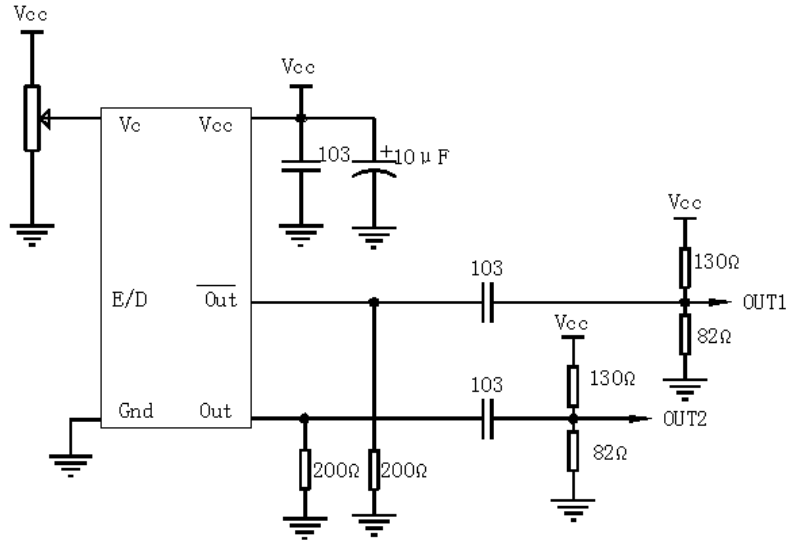 Vcc
Vcc
Vc
Vcc
103
+10μF
Vcc
130Ω
103
E/D
Out
OUT1
Vcc
82Ω
103
130Ω
Gnd
Out
OUT2
82Ω
200Ω
200Ω